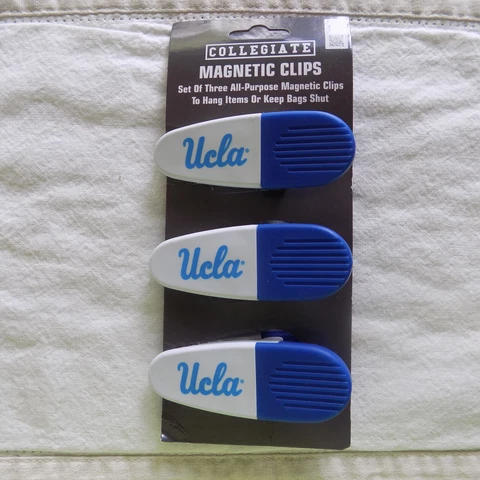 COLLEGIATE
MAGNETIC CLIPS
Set Of Three All-Purpose Magnetic Clips
To Hang Items Or Keep Bags Shut
Ucla
Ucla
Ucla